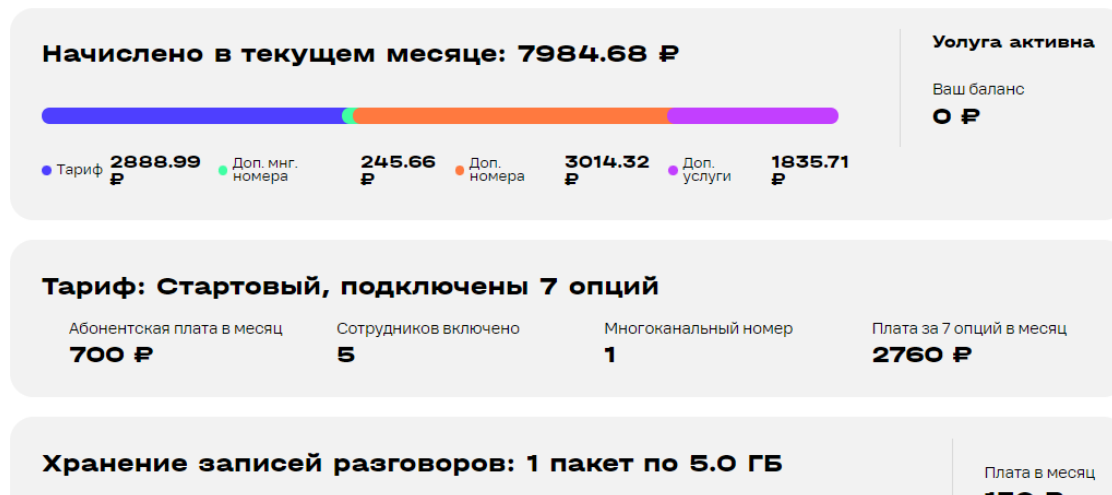 Начислено в текущем месяце: 7984.68 ₽
Услуга активна
Ваш баланс
0 ₽
Тариф 2888.99 ₽
Доп. мнг. номера 245.66 ₽
Доп. номера 3014.32 ₽
Доп. услуги 1835.71 ₽
Тариф: Стартовый, подключены 7 опций
Абонентская плата в месяц
700 ₽
Сотрудников включено
5
Многоканальный номер
1
Плата за 7 опций в месяц
2760 ₽
Хранение записей разговоров: 1 пакет по 5.0 ГБ
Плата в месяц